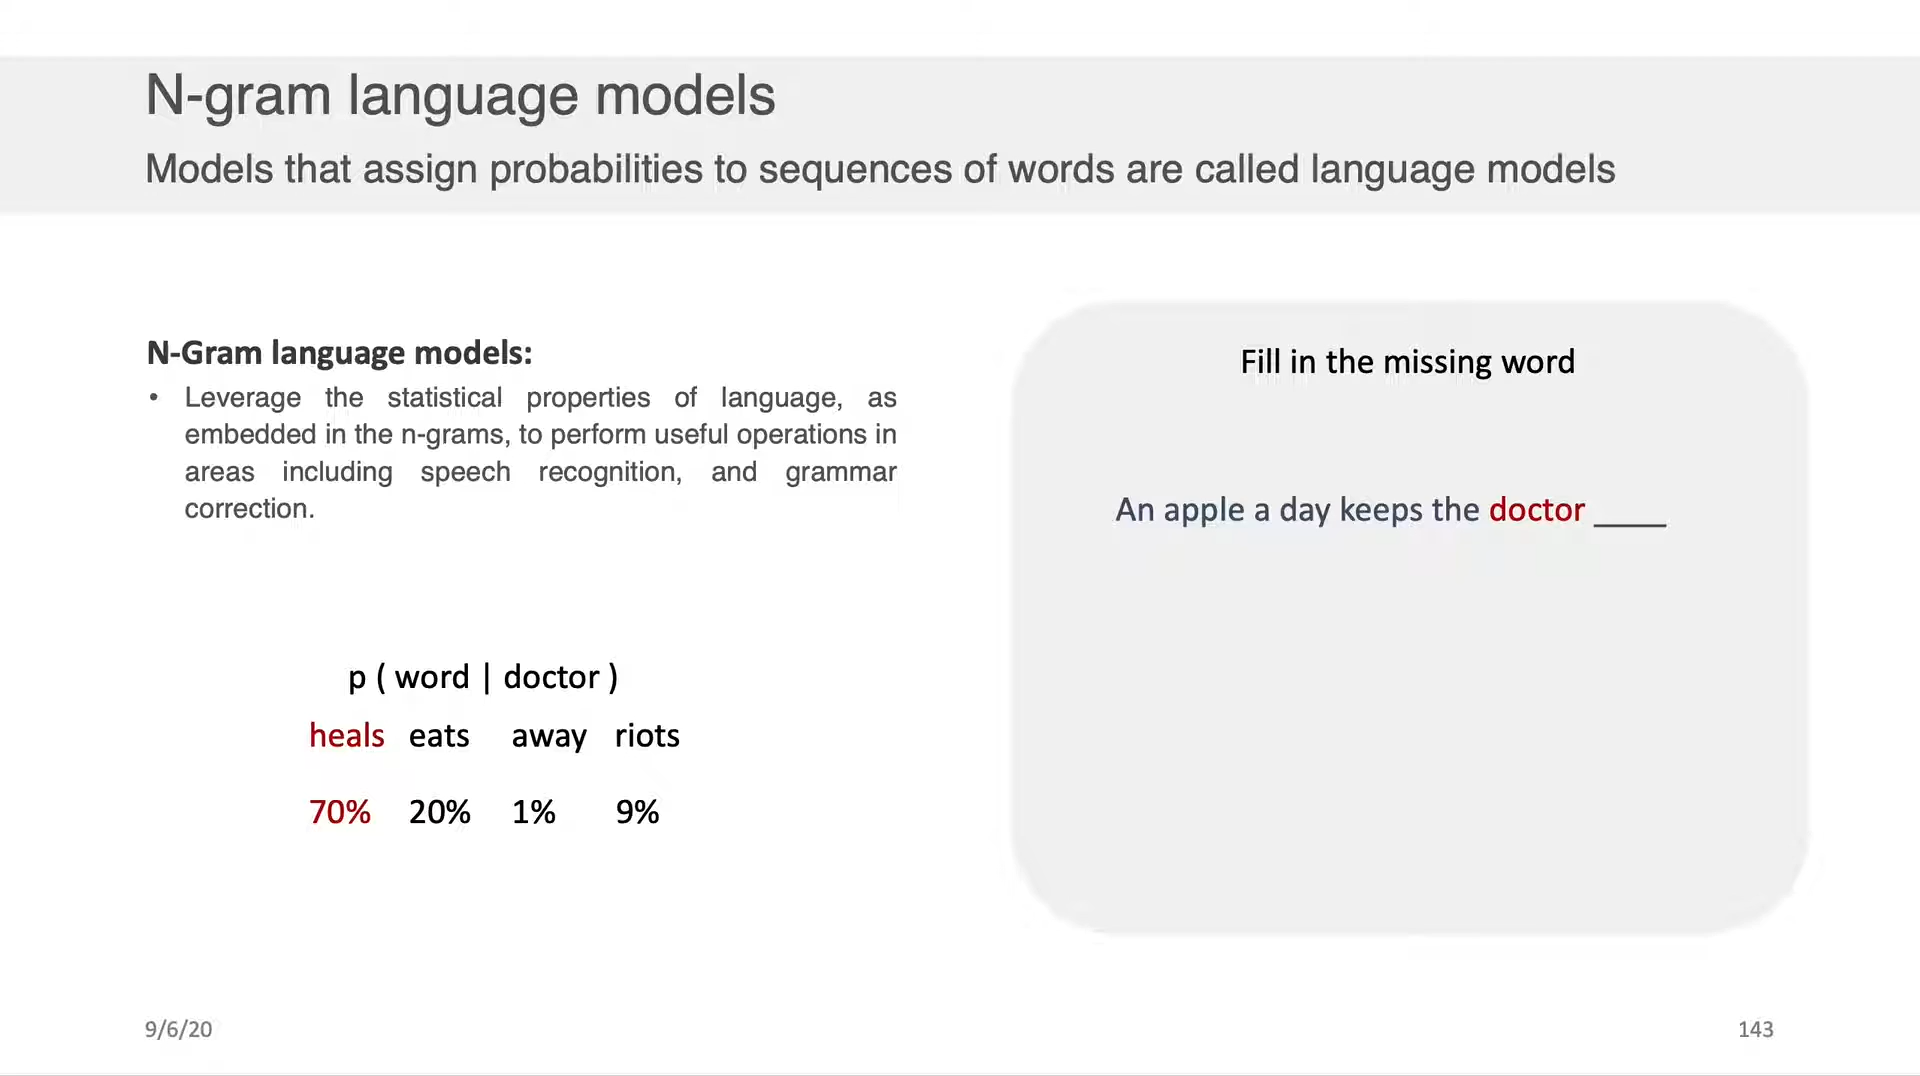 N-gram language models
Models that assign probabilities to sequences of words are called language models
N-Gram language models:
• Leverage the statistical properties of language, as
embedded in the n-grams, to perform useful operations in
areas including speech recognition, and grammar
correction.
p ( word | doctor )
heals eats away riots
70% 20% 1% 9%
Fill in the missing word
An apple a day keeps the doctor ____
9/6/20
143